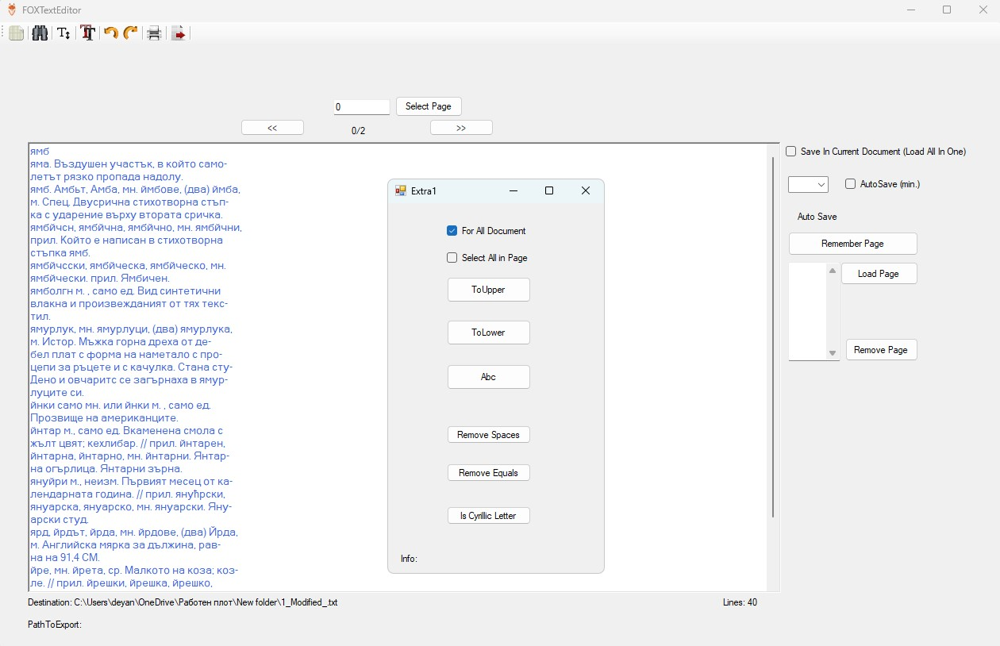 FOXTextEditor
0
Select Page
<<
0/2
>>
ямб
яма. Въздушен участък, в който само-
летът рязко пропада надолу.
ямб. Амбьт, Амба, мн. ймбове, (два) ймба,
м. Спец. Двусрична стихотворна стъп-
ка с ударение върху втората сричка.
ямбйчсн, ямбйчна, ямбйчно, мн. ямбйчни,
прил. Който е написан в стихотворна
стъпка ямб.
ямбйчсски, ямбйческа, ямбйческо, мн.
ямбйчески. прил. Ямбичен.
ямболгн м. , само ед. Вид синтетични
влакна и произвежданият от тях текс-
тил.
ямурлук, мн. ямурлуци, (два) ямурлука,
м. Истор. Мъжка горна дреха от де-
бел плат с форма на наметало с про-
цепи за ръцете и с качулка. Стана сту-
Дено и овчаритс се загърнаха в ямур-
луците си.
йнки само мн. или йнки м. , само ед.
Прозвище на американците.
йнтар м., само ед. Вкаменена смола с
жълт цвят; кехлибар. // прил. йнтарен,
йнтарна, йнтарно, мн. йнтарни. Янтар-
на огърлица. Янтарни зърна.
януйри м., неизм. Първият месец от ка-
лендарната година. // прил. янућрски,
януарска, януарско, мн. януарски. Яну-
арски студ.
ярд, йрдът, йрда, мн. йрдове, (два) Йрда,
м. Английска мярка за дължина, рав-
на на 91,4 СМ.
йре, мн. йрета, ср. Малкото на коза; коз-
ле. // прил. йрешки, йрешка, йрешко,
Extra1
For All Document
Select All in Page
ToUpper
ToLower
Abc
Remove Spaces
Remove Equals
Is Cyrillic Letter
Info:
Save In Current Document (Load All In One)
AutoSave (min.)
Auto Save
Remember Page
Load Page
Remove Page
Destination: C:\Users\deyan\OneDrive\Работен плот\New folder\1_Modified_.txt
Lines: 40
PathToExport: